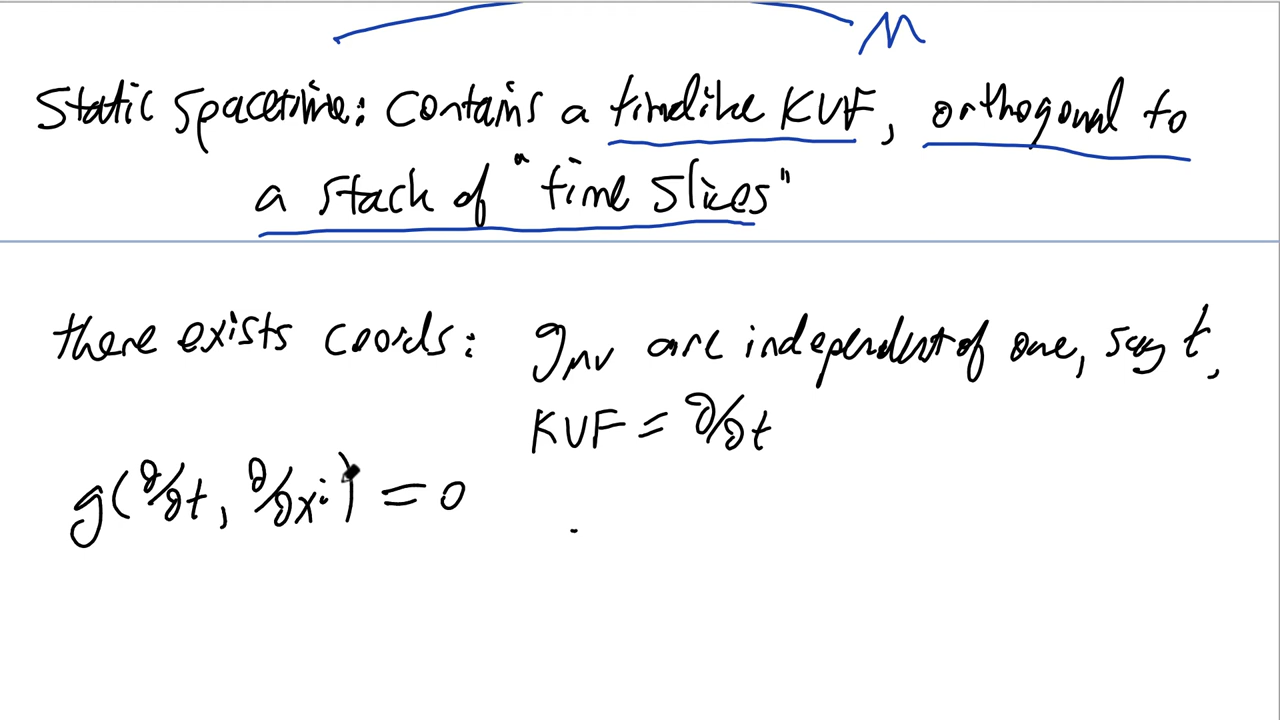 M
Static Spacetime: Contains a timelike KVF, orthogonal to
a stack of "time slices"
there exists coords: gμν are independent of one, say t,
KVF = ∂/∂t
g(∂/∂t, ∂/∂xⁱ) = 0